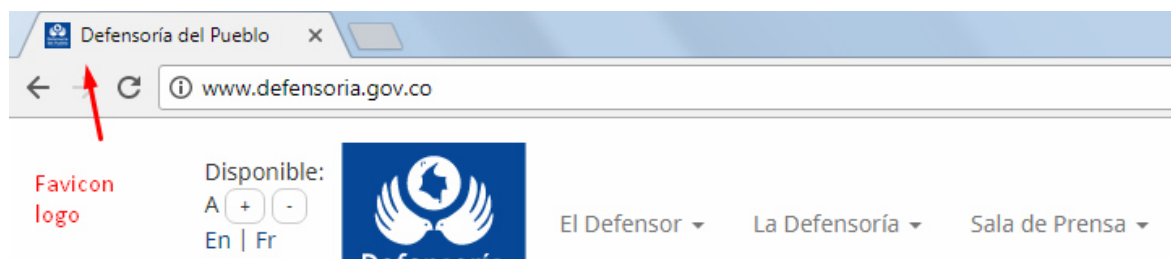 Defensoría del Pueblo
www.defensoria.gov.co
Favicon
logo
Disponible:
A + -
En | Fr
Defensoría
El Defensor
La Defensoría
Sala de Prensa